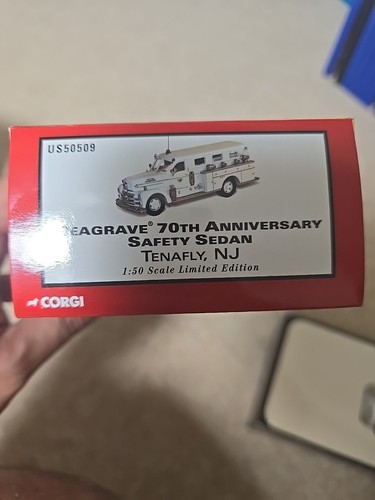 US50509
EAGRAVE® 70TH ANNIVERSARY
SAFETY SEDAN
TENAFLY, NJ
1:50 Scale Limited Edition
CORGI